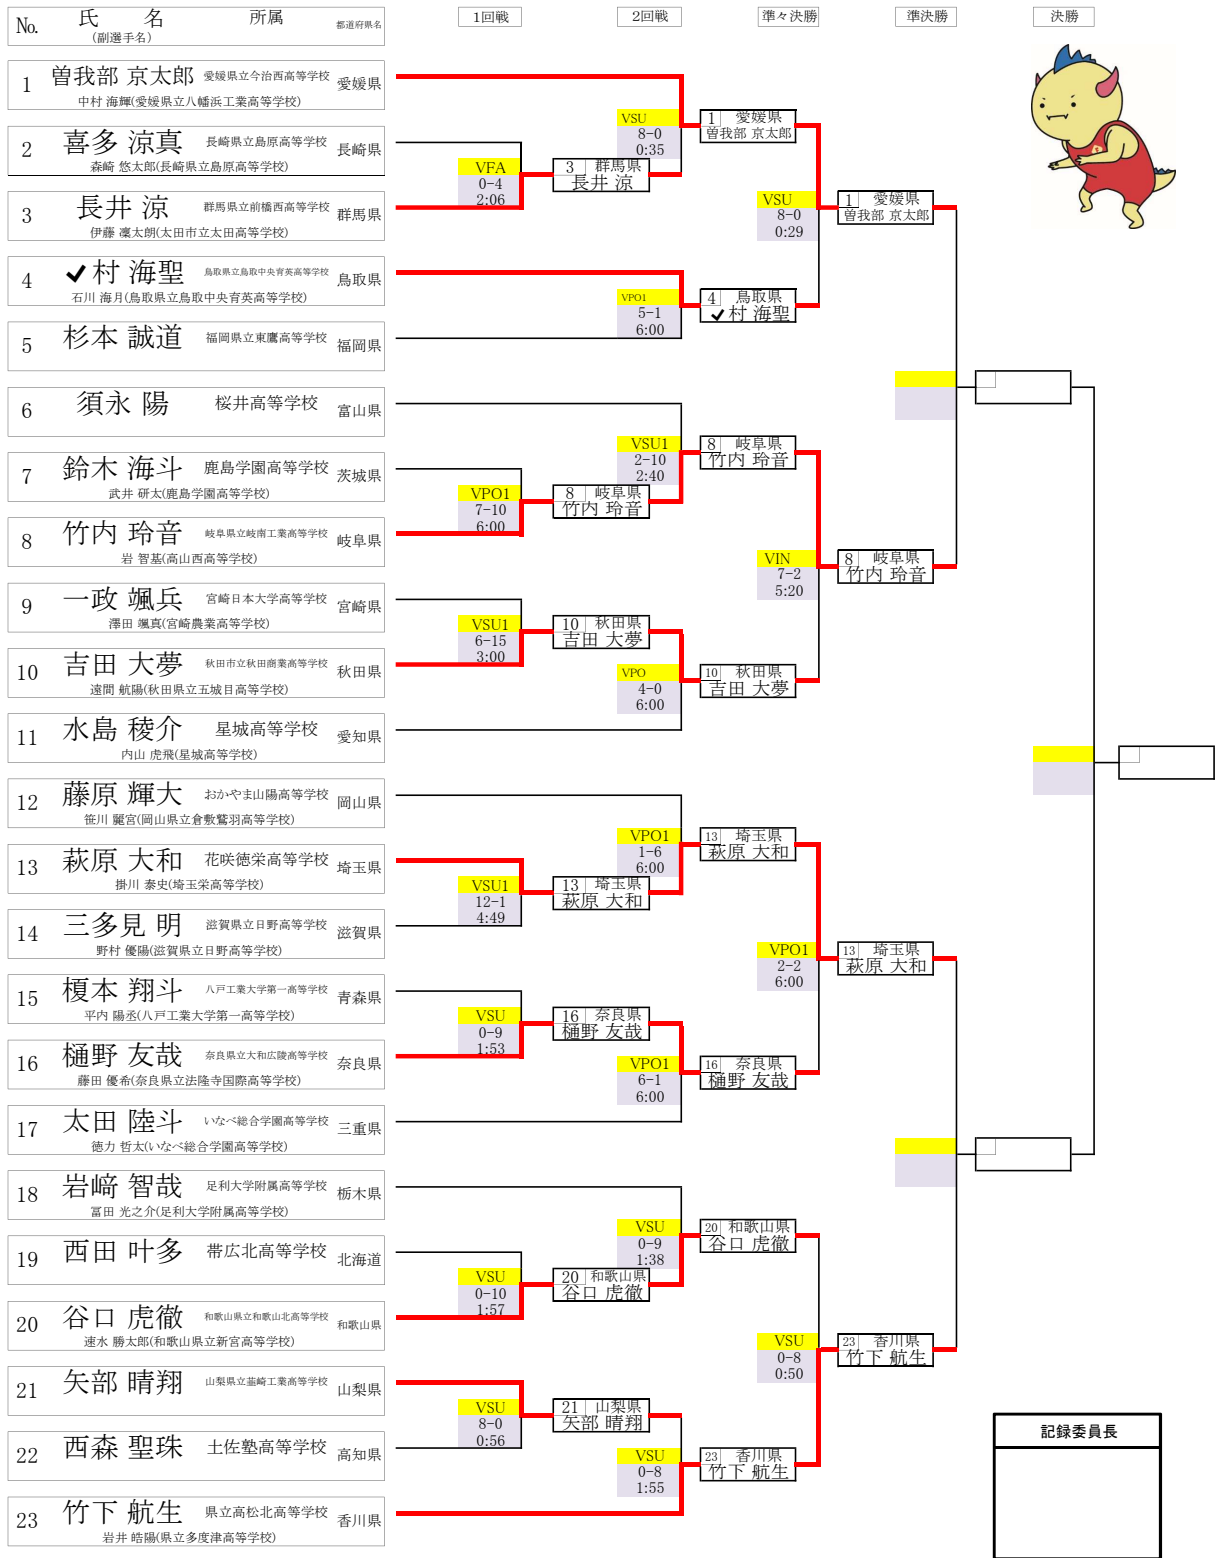 No. 氏 名 所属 都道府県名 1回戦 2回戦 準々決勝 準決勝 決勝
(副選手名)
1 曽我部 京太郎 愛媛県立今治西高等学校 愛媛県
中村 海輝(愛媛県立八幡浜工業高等学校)
2 喜多 涼真 長崎県立島原高等学校 長崎県
森崎 悠太郎(長崎県立島原高等学校)
3 長井 涼 群馬県立前橋西高等学校 群馬県
伊藤 凜太朗(太田市立太田高等学校)
4 ✔村 海聖 鳥取県立鳥取中央育英高等学校 鳥取県
石川 海月(鳥取県立鳥取中央育英高等学校)
5 杉本 誠道 福岡県立東鷹高等学校 福岡県
6 須永 陽 桜井高等学校 富山県
7 鈴木 海斗 鹿島学園高等学校 茨城県
武井 研太(鹿島学園高等学校)
8 竹内 玲音 岐阜県立岐南工業高等学校 岐阜県
岩 智基(高山西高等学校)
9 一政 颯兵 宮崎日本大学高等学校 宮崎県
澤田 颯真(宮崎農業高等学校)
10 吉田 大夢 秋田市立秋田商業高等学校 秋田県
遠間 航陽(秋田県立五城目高等学校)
11 水島 稜介 星城高等学校 愛知県
内山 虎飛(星城高等学校)
12 藤原 輝大 おかやま山陽高等学校 岡山県
笹川 麗宮(岡山県立倉敷鷲羽高等学校)
13 萩原 大和 花咲徳栄高等学校 埼玉県
掛川 泰史(埼玉栄高等学校)
14 三多見 明 滋賀県立日野高等学校 滋賀県
野村 優陽(滋賀県立日野高等学校)
15 榎本 翔斗 八戸工業大学第一高等学校 青森県
平内 陽丞(八戸工業大学第一高等学校)
16 樋野 友哉 奈良県立大和広陵高等学校 奈良県
藤田 優希(奈良県立法隆寺国際高等学校)
17 太田 陸斗 いなべ総合学園高等学校 三重県
徳力 哲太(いなべ総合学園高等学校)
18 岩﨑 智哉 足利大学附属高等学校 栃木県
冨田 光之介(足利大学附属高等学校)
19 西田 叶多 帯広北高等学校 北海道
20 谷口 虎徹 和歌山県立和歌山北高等学校 和歌山県
速水 勝太郎(和歌山県立新宮高等学校)
21 矢部 晴翔 山梨県立韮崎工業高等学校 山梨県
22 西森 聖珠 土佐塾高等学校 高知県
23 竹下 航生 県立高松北高等学校 香川県
岩井 皓陽(県立多度津高等学校)
VFA
0-4
2:06
VPO1
7-10
6:00
VSU1
6-15
3:00
VSU1
12-1
4:49
VSU
0-9
1:53
VSU
0-10
1:57
VSU
8-0
0:56
3 群馬県
長井 涼
8 岐阜県
竹内 玲音
10 秋田県
吉田 大夢
13 埼玉県
萩原 大和
16 奈良県
樋野 友哉
20 和歌山県
谷口 虎徹
21 山梨県
矢部 晴翔
VSU
8-0
0:35
VPO1
5-1
6:00
VSU1
2-10
2:40
VPO
4-0
6:00
VPO1
1-6
6:00
VPO1
6-1
6:00
VSU
0-9
1:38
VSU
0-8
1:55
1 愛媛県
曽我部 京太郎
4 鳥取県
✔村 海聖
8 岐阜県
竹内 玲音
10 秋田県
吉田 大夢
13 埼玉県
萩原 大和
16 奈良県
樋野 友哉
20 和歌山県
谷口 虎徹
23 香川県
竹下 航生
VSU
8-0
0:29
VIN
7-2
5:20
VPO1
2-2
6:00
VSU
0-8
0:50
1 愛媛県
曽我部 京太郎
8 岐阜県
竹内 玲音
13 埼玉県
萩原 大和
23 香川県
竹下 航生
記録委員長